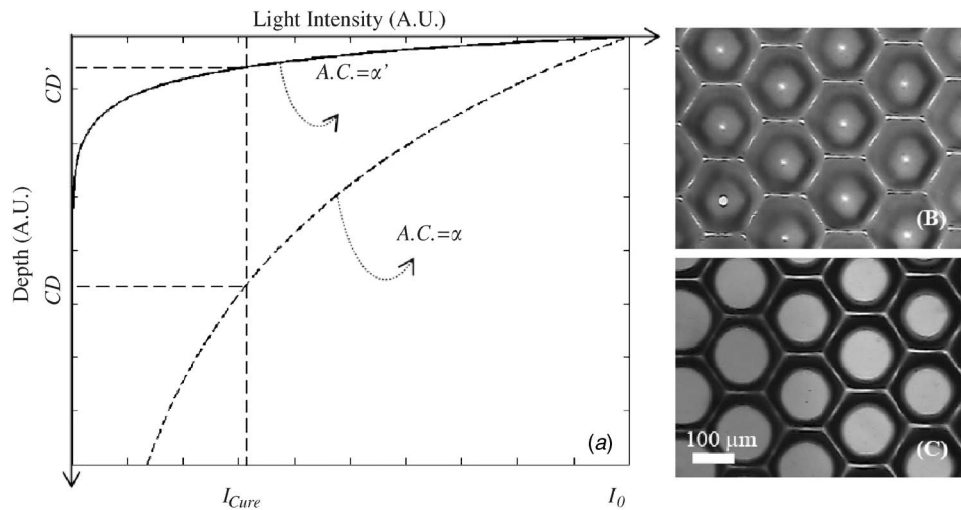 Light Intensity (A.U.)
CD'
A.C.=α'
Depth (A.U.)
A.C.=α
CD
(a)
I_Cure
I_0
(B)
100 µm
(C)